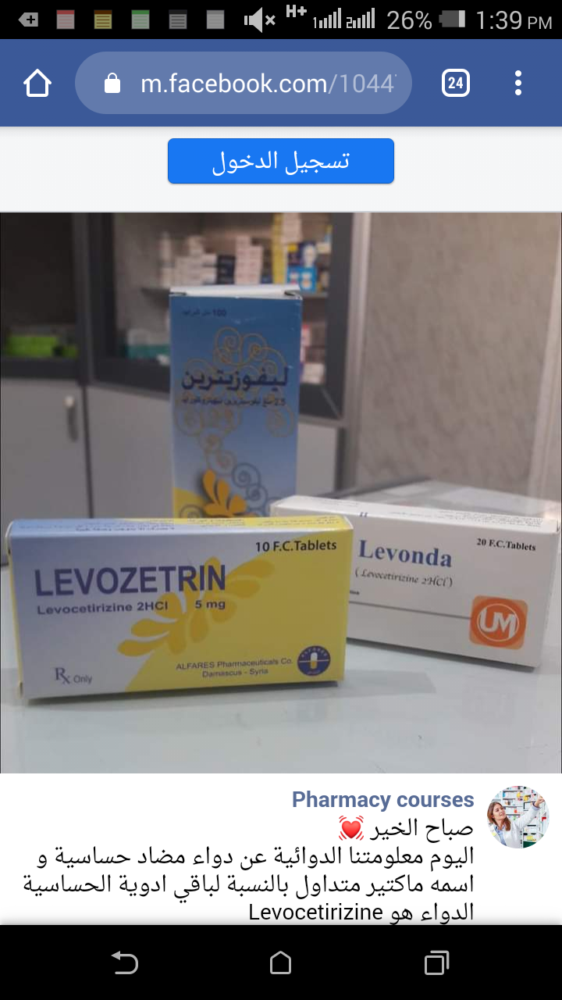 H+
26%
1:39 PM
m.facebook.com/1044
24
تسجيل الدخول
100
ليفوزيترين
2.5
10 F.C.Tablets
LEVOZETRIN
Levocetirizine 2HCl 5 mg
ALFARES Pharmaceuticals Co.
Damascus - Syria
Rx Only
20 F.C.Tablets
Levonda
(Levocetirizine 2HCl)
UM
Pharmacy courses
صباح الخير 💓
اليوم معلومتنا الدوائية عن دواء مضاد حساسية و
اسمه ماكتير متداول بالنسبة لباقي ادوية الحساسية
الدواء هو Levocetirizine